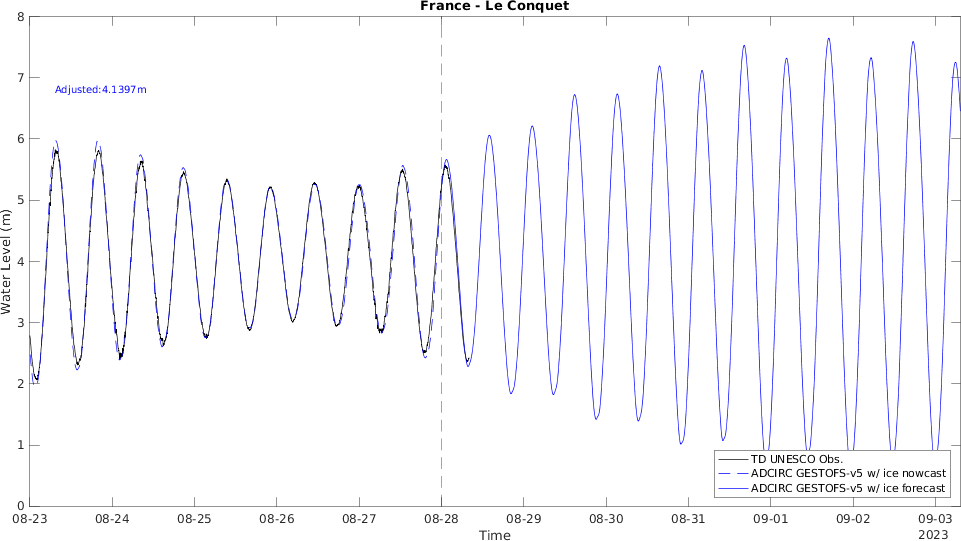 France - Le Conquet
8
7
6
5
4
3
2
1
0
Adjusted:4.1397m
Water Level (m)
TD UNESCO Obs.
ADCIRC GESTOFS-v5 w/ ice nowcast
ADCIRC GESTOFS-v5 w/ ice forecast
08-23 08-24 08-25 08-26 08-27 08-28 08-29 08-30 08-31 09-01 09-02 09-03
Time
2023